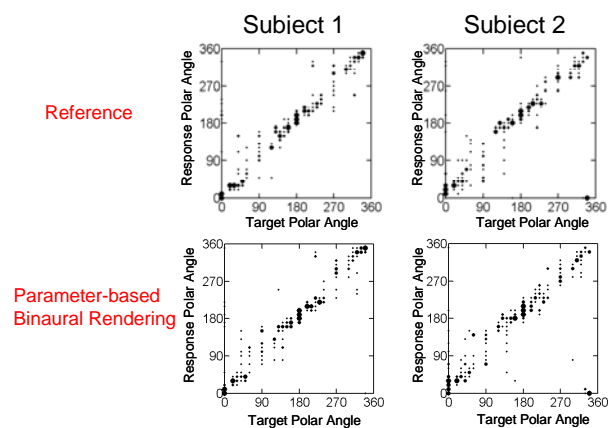 Subject 1
Subject 2
Reference
Response Polar Angle
360
270
180
90
0
0 90 180 270 360
Target Polar Angle
Response Polar Angle
360
270
180
90
0
0 90 180 270 360
Target Polar Angle
Parameter-based
Binaural Rendering
Response Polar Angle
360
270
180
90
0
0 90 180 270 360
Target Polar Angle
Response Polar Angle
360
270
180
90
0
0 90 180 270 360
Target Polar Angle